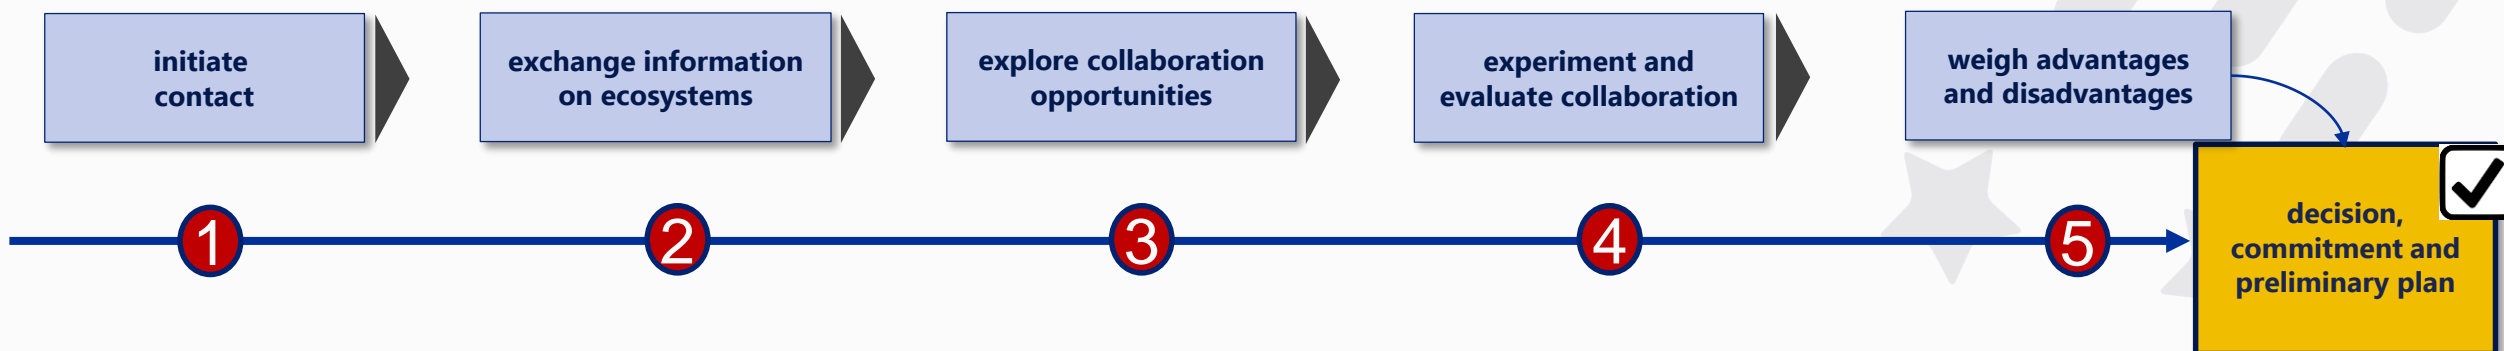 initiate
contact
exchange information
on ecosystems
explore collaboration
opportunities
experiment and
evaluate collaboration
weigh advantages
and disadvantages
1
2
3
4
5
decision,
commitment and
preliminary plan